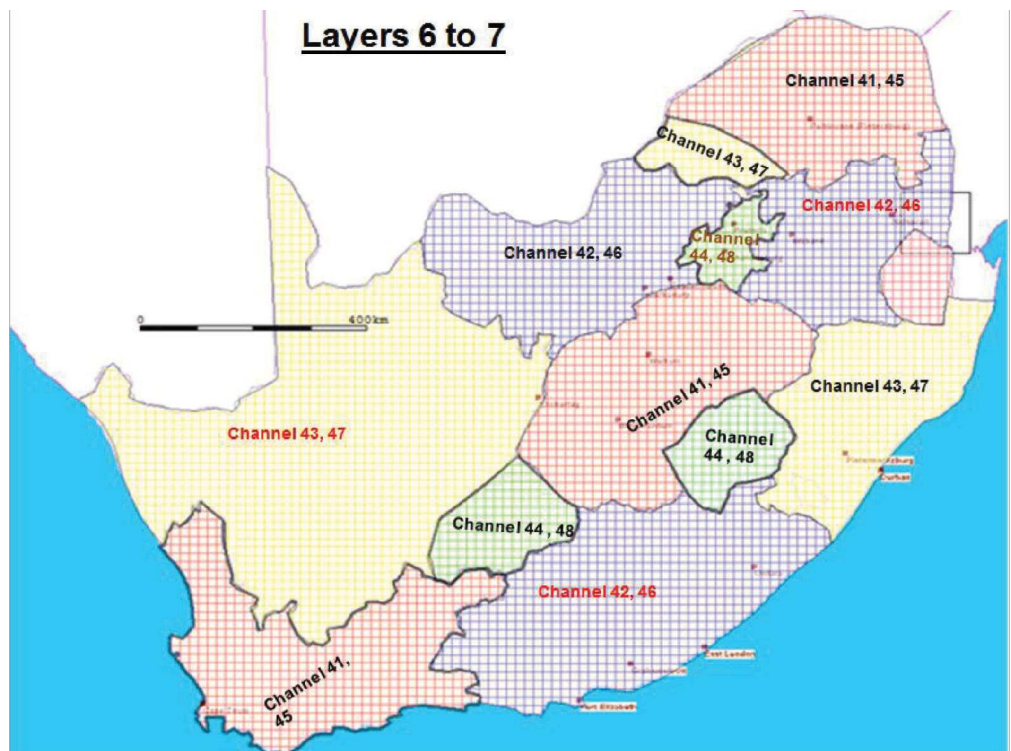 Layers 6 to 7
Channel 41, 45
Channel 43, 47
Channel 42, 46
Channel
44, 48
Channel 42, 46
0
400km
Channel 41, 45
Channel 43, 47
Channel 43, 47
Channel
44, 48
Durban
Channel 44 , 48
Channel 42, 46
East London
Port Elizabeth
Channel 41,
45